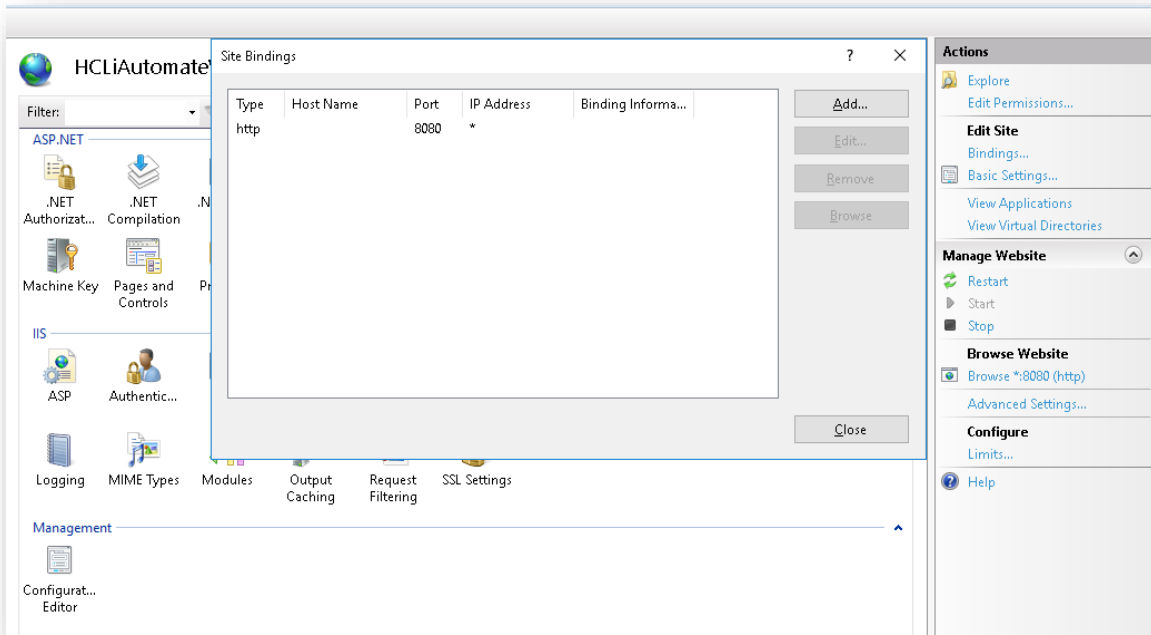 HCLiAutomate
Filter:
ASP.NET
.NET
Authorizat...
.NET
Compilation
Machine Key
Pages and
Controls
IIS
ASP
Authentic...
Logging
MIME Types
Modules
Output
Caching
Request
Filtering
SSL Settings
Management
Configurat...
Editor
Site Bindings
?
Type Host Name Port IP Address Binding Informa...
http 8080 *
Add...
Edit...
Remove
Browse
Close
Actions
Explore
Edit Permissions...
Edit Site
Bindings...
Basic Settings...
View Applications
View Virtual Directories
Manage Website
Restart
Start
Stop
Browse Website
Browse *:8080 (http)
Advanced Settings...
Configure
Limits...
Help